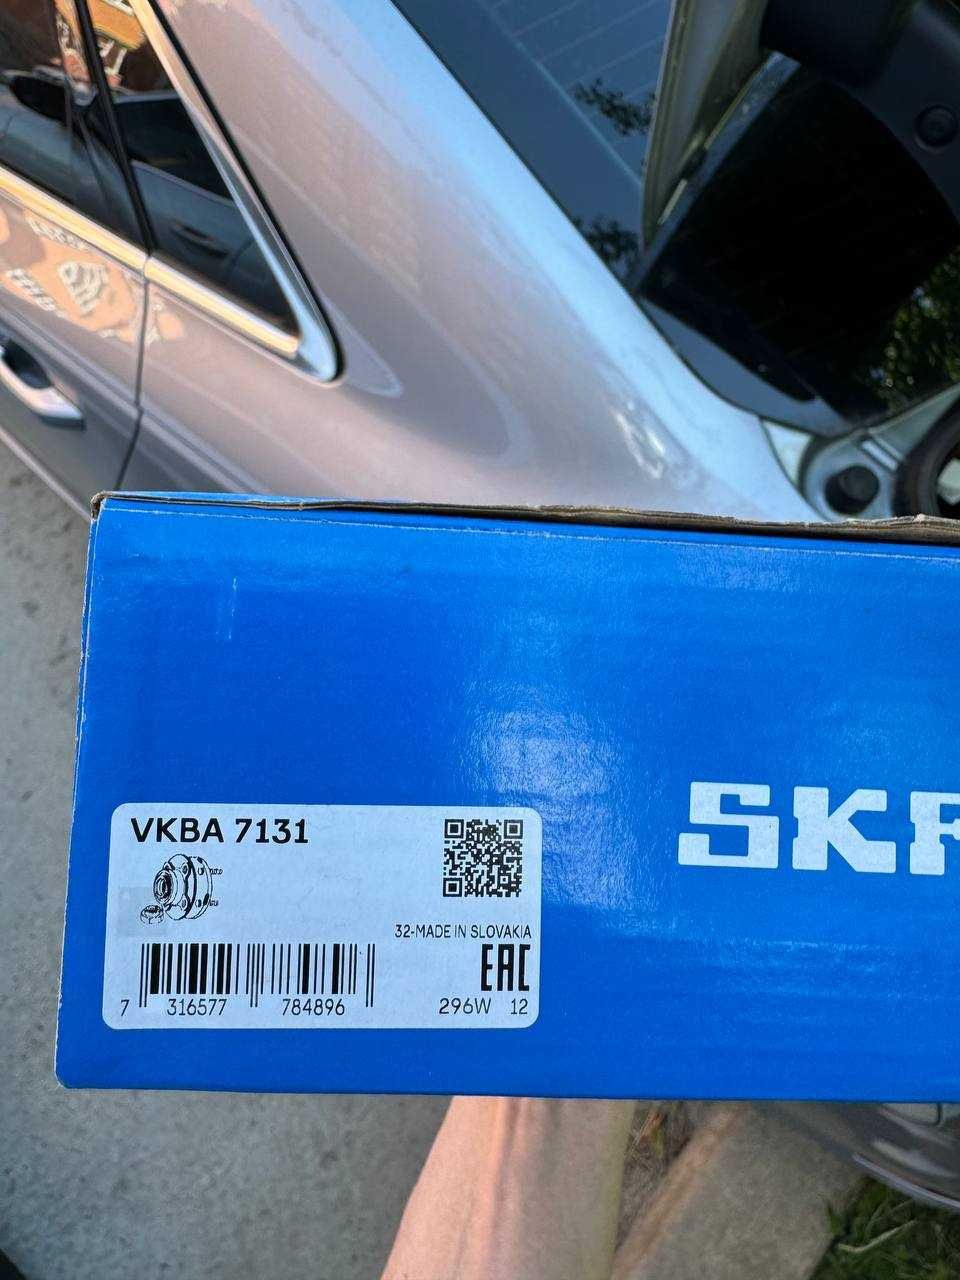 VKBA 7131
SKF
32-MADE IN SLOVAKIA
EAC
7 316577 784896
296W 12